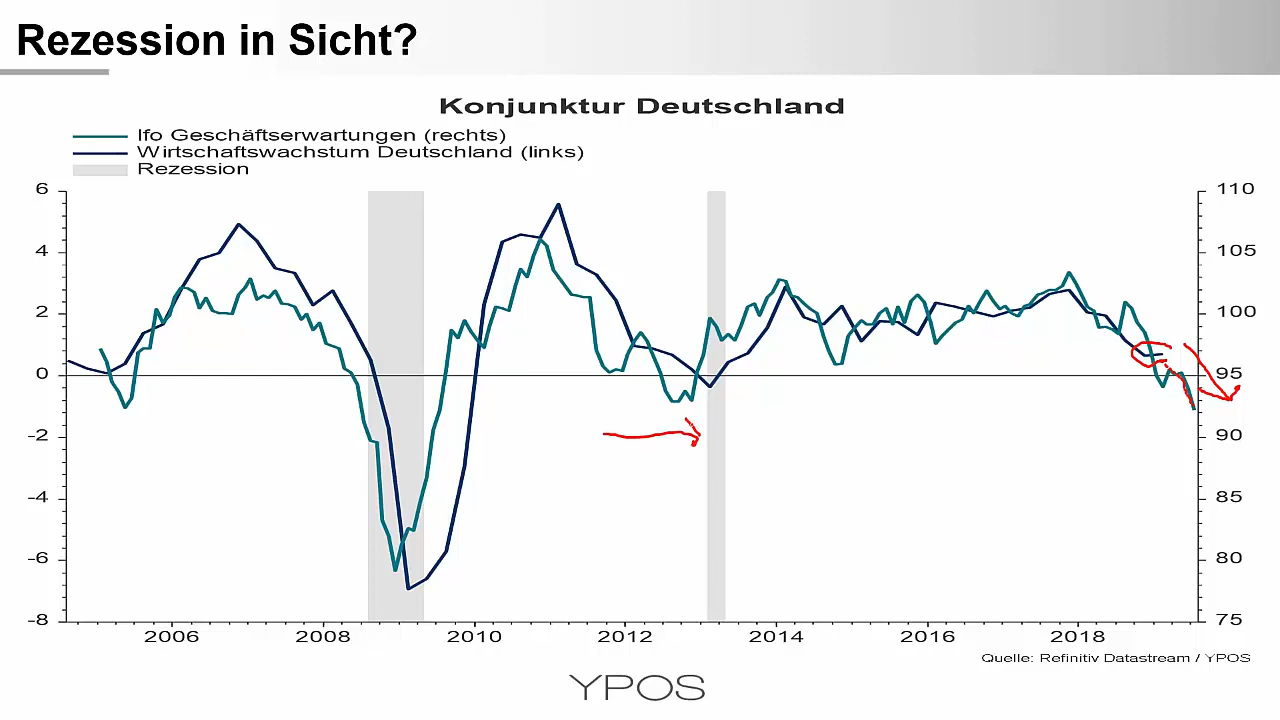 Rezession in Sicht?
Konjunktur Deutschland
Ifo Geschäftserwartungen (rechts)
Wirtschaftswachstum Deutschland (links)
Rezession
6
4
2
0
-2
-4
-6
-8
110
105
100
95
90
85
80
75
2006 2008 2010 2012 2014 2016 2018
Quelle: Refinitiv Datastream / YPOS
YPOS